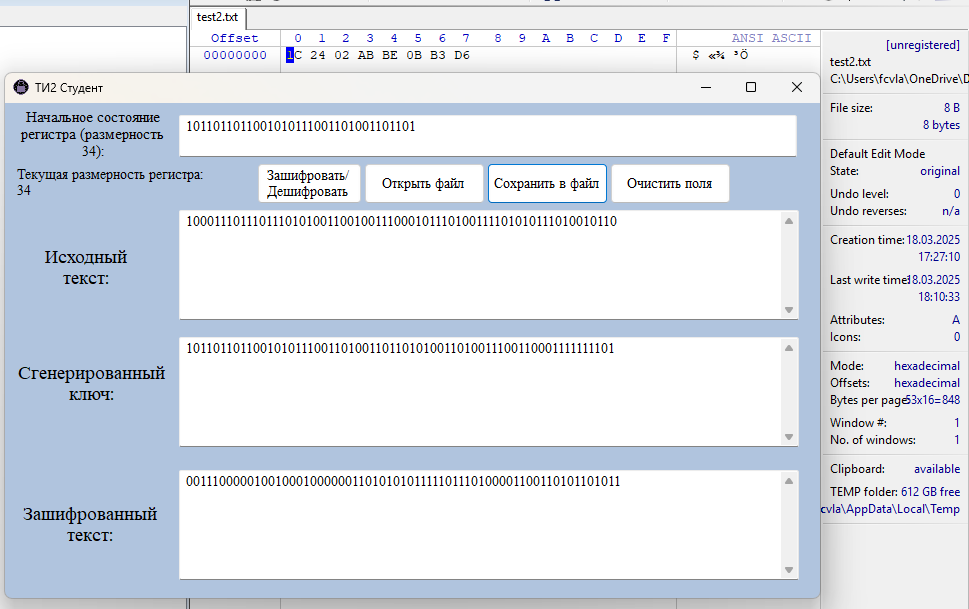 test2.txt
Offset 0 1 2 3 4 5 6 7 8 9 A B C D E F ANSI ASCII
00000000 1C 24 02 AB BE 0B B3 D6 $ «¾ ³Ö
[unregistered]
test2.txt
C:\Users\fcvla\OneDrive\D
File size: 8 B
8 bytes
Default Edit Mode
State: original
Undo level: 0
Undo reverses: n/a
Creation time: 18.03.2025
17:27:10
Last write time: 18.03.2025
18:10:33
Attributes: A
Icons: 0
Mode: hexadecimal
Offsets: hexadecimal
Bytes per page: 53x16=848
Window #: 1
No. of windows: 1
Clipboard: available
TEMP folder: 612 GB free
cvla\AppData\Local\Temp
ТИ2 Студент
Начальное состояние
регистра (размерность
34):
1011011011001010111001101001101101
Текущая размерность регистра:
34
Зашифровать/
Дешифровать
Открыть файл
Сохранить в файл
Очистить поля
Исходный
текст:
1000111011101110101001100100111000101110100111101010111010010110
Сгенерированный
ключ:
1011011011001010111001101001101101010011010011100110001111111101
Зашифрованный
текст:
0011100000100100010000001101010101111101110100001100110101101011